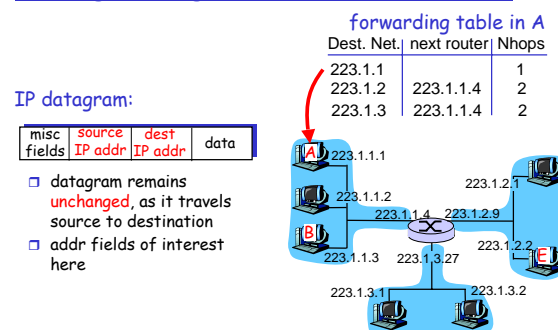 forwarding table in A
Dest. Net. next router Nhops
223.1.1 1
223.1.2 223.1.1.4 2
223.1.3 223.1.1.4 2
IP datagram:
misc fields
source IP addr
dest IP addr
data
datagram remains
unchanged, as it travels
source to destination
addr fields of interest
here
A
223.1.1.1
223.1.1.2
B
223.1.1.3
223.1.1.4
223.1.2.9
223.1.2.1
223.1.2.2
E
223.1.3.27
223.1.3.1
223.1.3.2